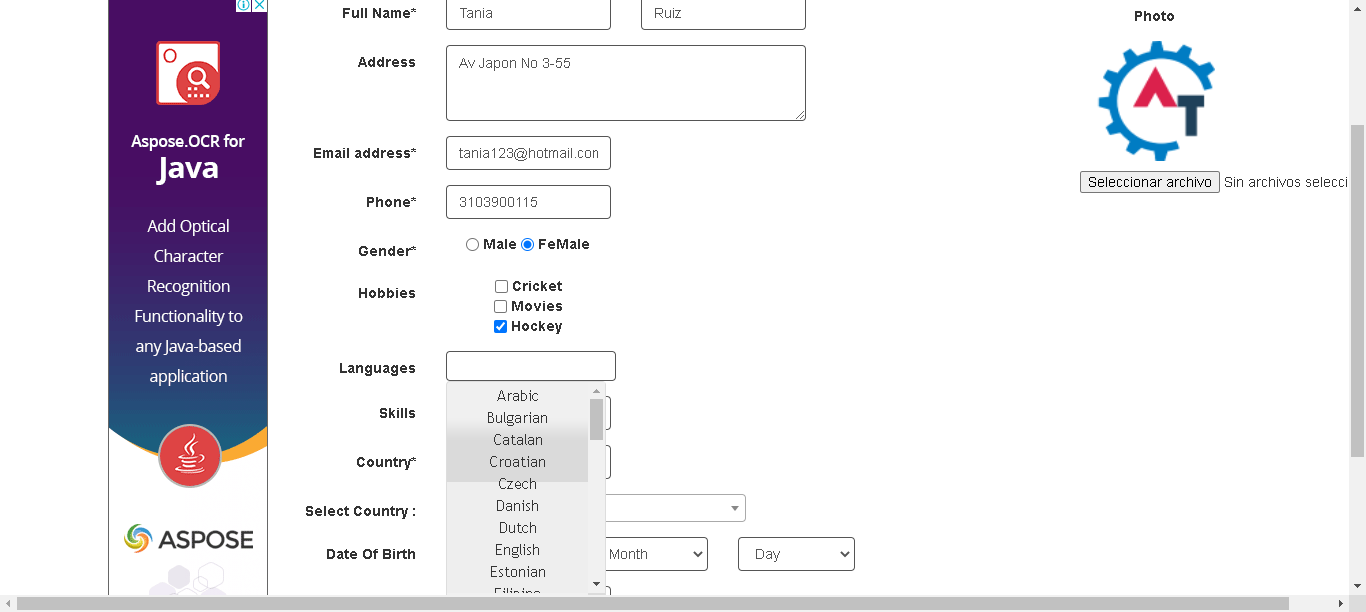 Full Name* Tania Ruiz
Photo
Address Av Japon No 3-55
AT
Email address* tania123@hotmail.con
Seleccionar archivo Sin archivos selecci
Phone* 3103900115
Gender* Male FeMale
Hobbies Cricket
Movies
Hockey
Languages
Arabic
Skills
Bulgarian
Catalan
Country*
Croatian
Czech
Select Country :
Danish
Dutch
Date Of Birth
English
Month Day
Estonian
Filipino
Aspose.OCR for
Java
Add Optical
Character
Recognition
Functionality to
any Java-based
application
ASPOSE